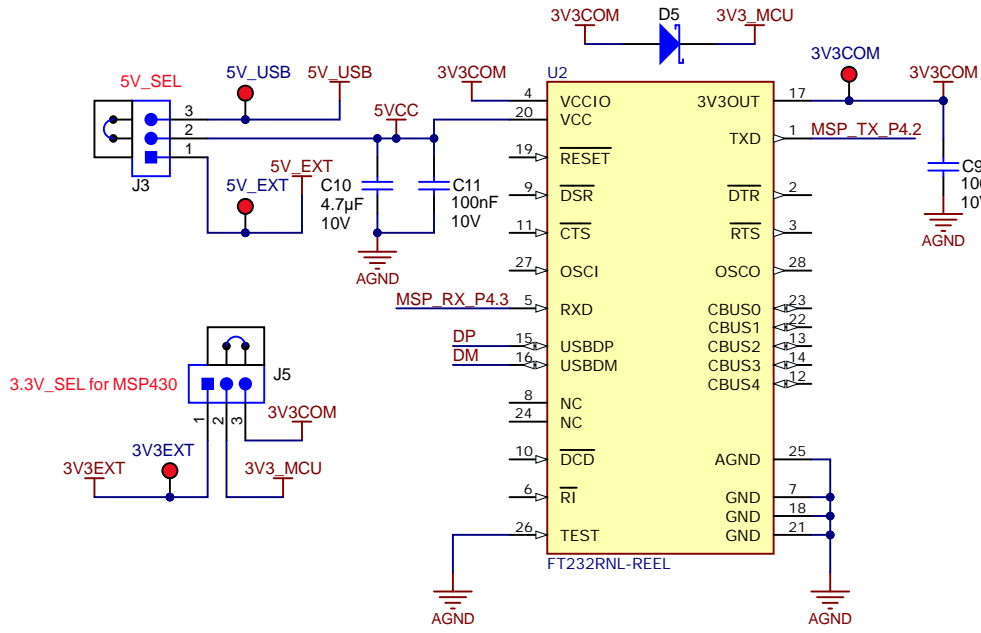 D5
3V3COM
3V3_MCU
5V_SEL
5V_USB
5V_USB
3
2
1
J3
5VCC
5V_EXT
5V_EXT
C10
4.7µF
10V
C11
100nF
10V
AGND
3V3COM
U2
4 VCCIO
20 VCC
19 RESET
9 DSR
11 CTS
27 OSCI
MSP_RX_P4.3 5 RXD
DP 15 USBDP
DM 16 USBDM
8 NC
24 NC
10 DCD
6 RI
26 TEST
AGND
FT232RNL-REEL
3V3OUT 17
TXD 1 MSP_TX_P4.2
DTR 2
RTS 3
OSCO 28
CBUS0 23
CBUS1 22
CBUS2 13
CBUS3 14
CBUS4 12
AGND 25
GND 7
GND 18
GND 21
AGND
3V3COM
3V3COM
C9
AGND
3.3V_SEL for MSP430
J5
1
2
3
3V3COM
3V3EXT
3V3EXT
3V3_MCU